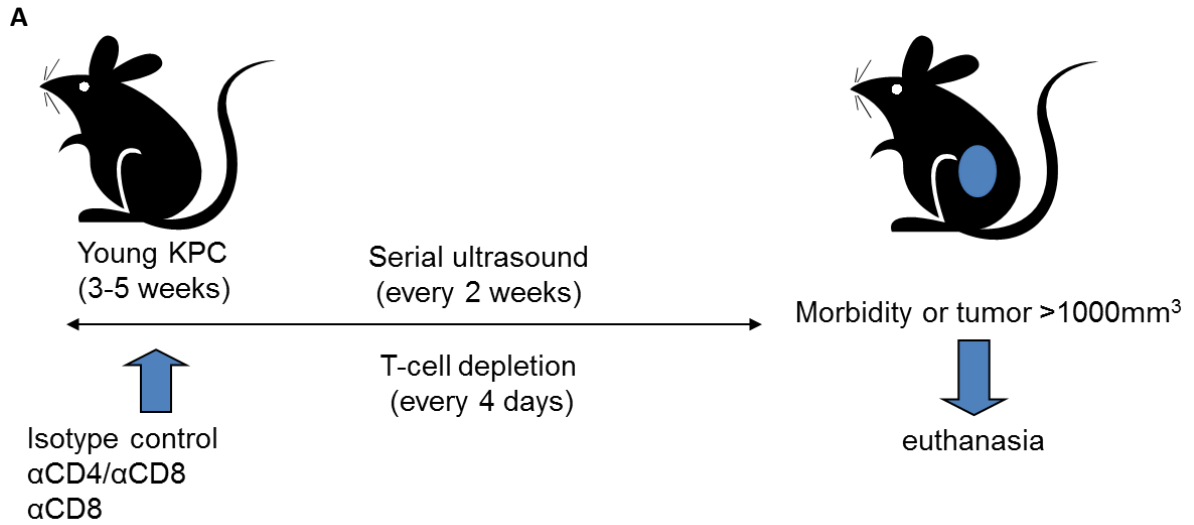 A
Young KPC
(3-5 weeks)
Serial ultrasound
(every 2 weeks)
Morbidity or tumor >1000mm³
T-cell depletion
(every 4 days)
Isotype control
αCD4/αCD8
αCD8
euthanasia